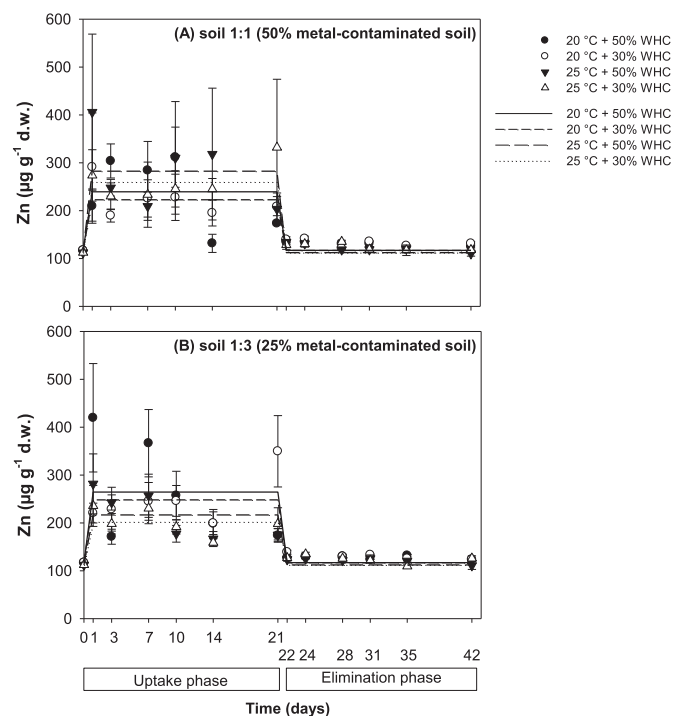 (A) soil 1:1 (50% metal-contaminated soil)
Zn (µg g-1 d.w.)
600
500
400
300
200
100
0
20 °C + 50% WHC
20 °C + 30% WHC
25 °C + 50% WHC
25 °C + 30% WHC
20 °C + 50% WHC
20 °C + 30% WHC
25 °C + 50% WHC
25 °C + 30% WHC
(B) soil 1:3 (25% metal-contaminated soil)
Zn (µg g-1 d.w.)
600
500
400
300
200
100
0
0 1 3 7 10 14 21
22 24 28 31 35 42
Uptake phase Elimination phase
Time (days)